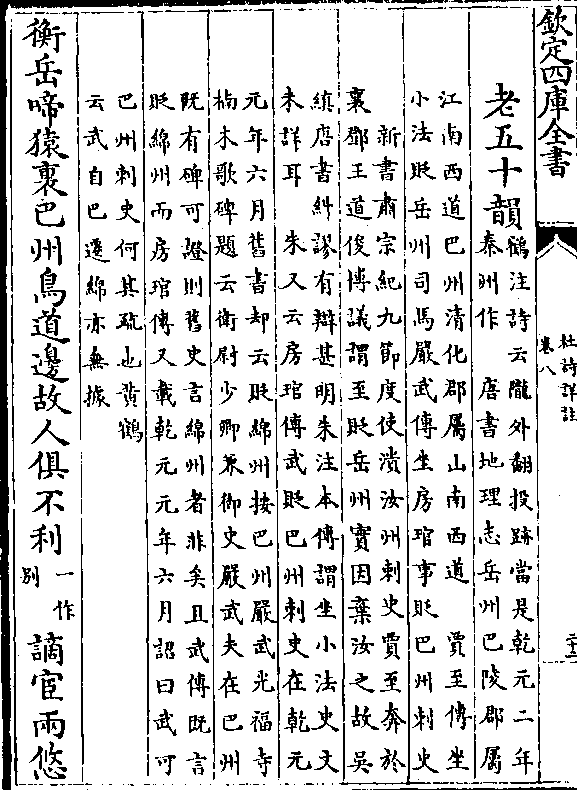 欽定四庫全書
杜詩詳註
卷八
老五十韻
鶴注詩云隴外翻投跡當是乾元二年
秦州作 唐書地理志岳州巴陵郡屬
江南西道巴州清化郡屬山南西道 賈至傳坐
小法貶岳州司馬嚴武傳坐房琯事貶巴州刺史
新書肅宗紀九節度使潰汝州刺史賈至奔於
襄鄧王道俊博議謂至貶岳州實因棄汝之故吳
縝唐書糾謬有辯甚明朱注本傳謂坐小法史文
未詳耳 朱又云房琯傳武貶巴州刺史在乾元
元年六月舊書却云貶綿州按巴州嚴武光福寺
楠木歌碑題云衛尉少卿兼御史嚴武夫在巴州
既有碑可證則舊史言綿州者非矣且武傳既言
貶綿州而房琯傳又載乾元元年六月詔曰武可
巴州刺史何其疏也黄鶴
云武自巴遷綿亦無據
衡岳啼猿裏巴州鳥道邊故人俱不利
一作
别
謫宦兩悠